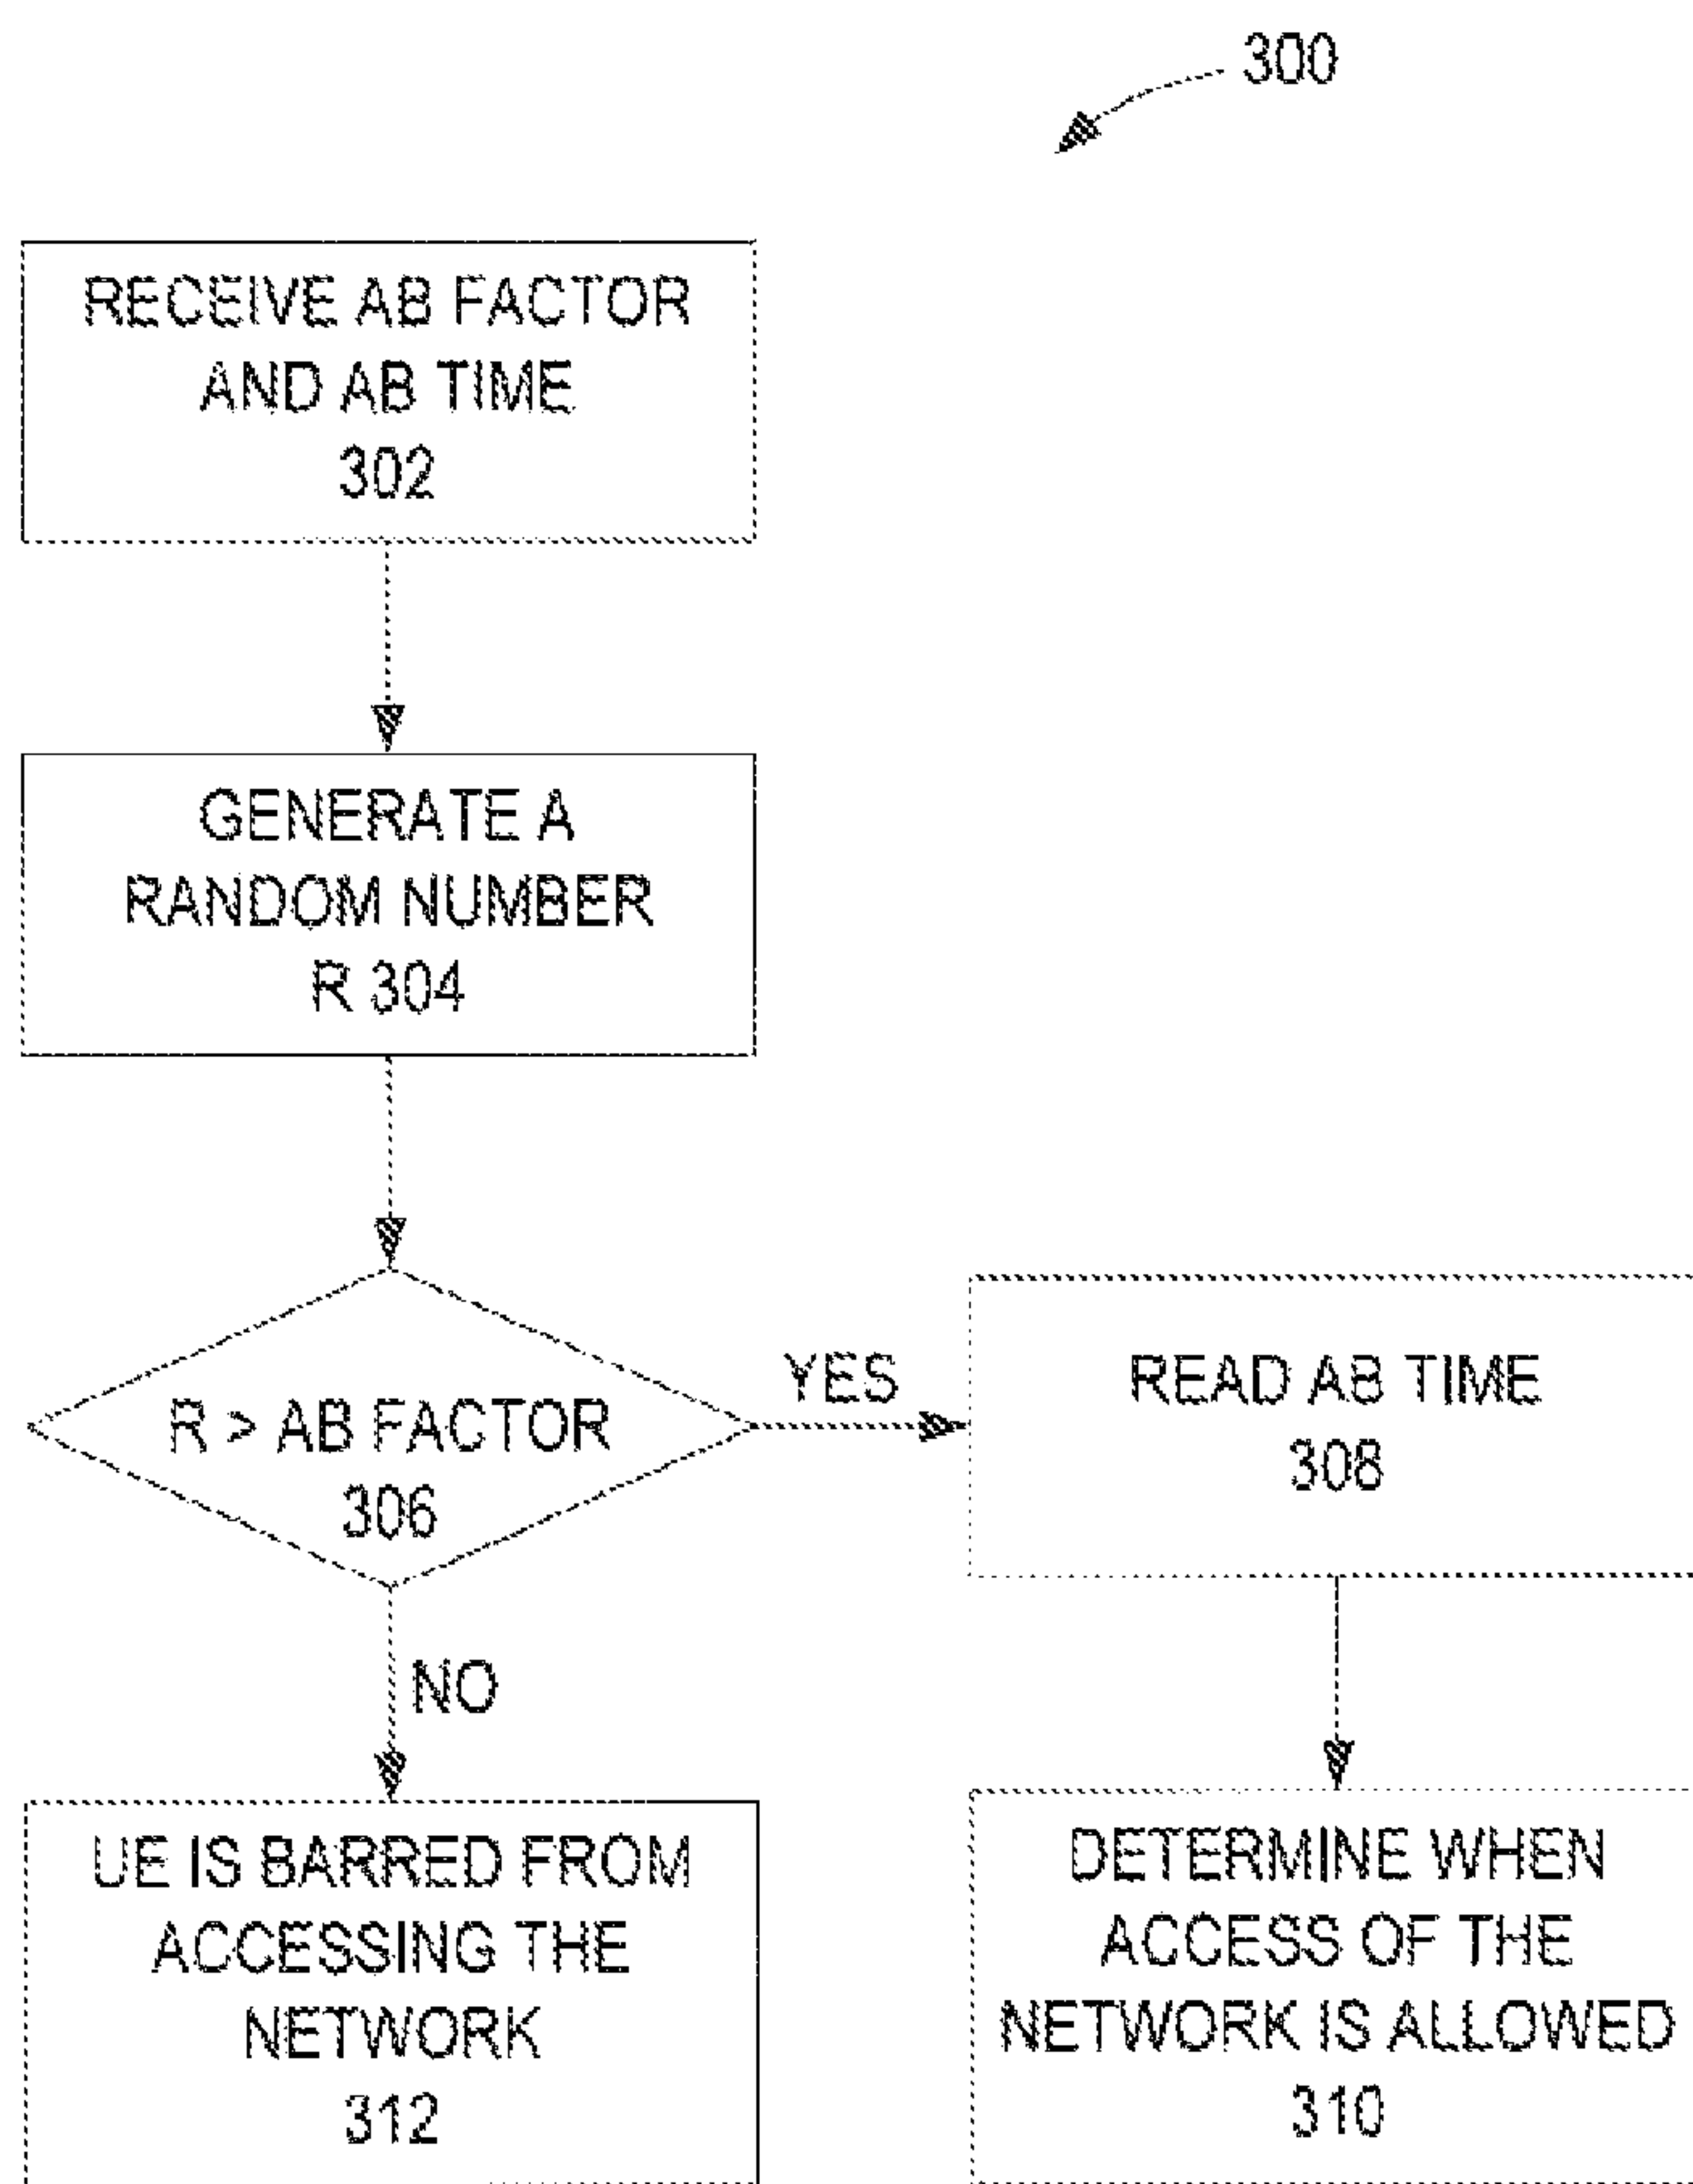 300
RECEIVE AB FACTOR
AND AB TIME
302
GENERATE A
RANDOM NUMBER
R 304
R > AB FACTOR
306
YES
READ AB TIME
308
NO
UE IS BARRED FROM
ACCESSING THE
NETWORK
312
DETERMINE WHEN
ACCESS OF THE
NETWORK IS ALLOWED
310